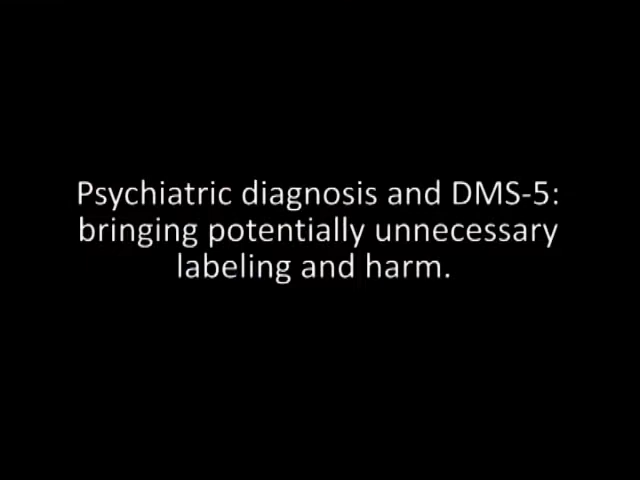 Psychiatric diagnosis and DMS-5:
bringing potentially unnecessary
labeling and harm.